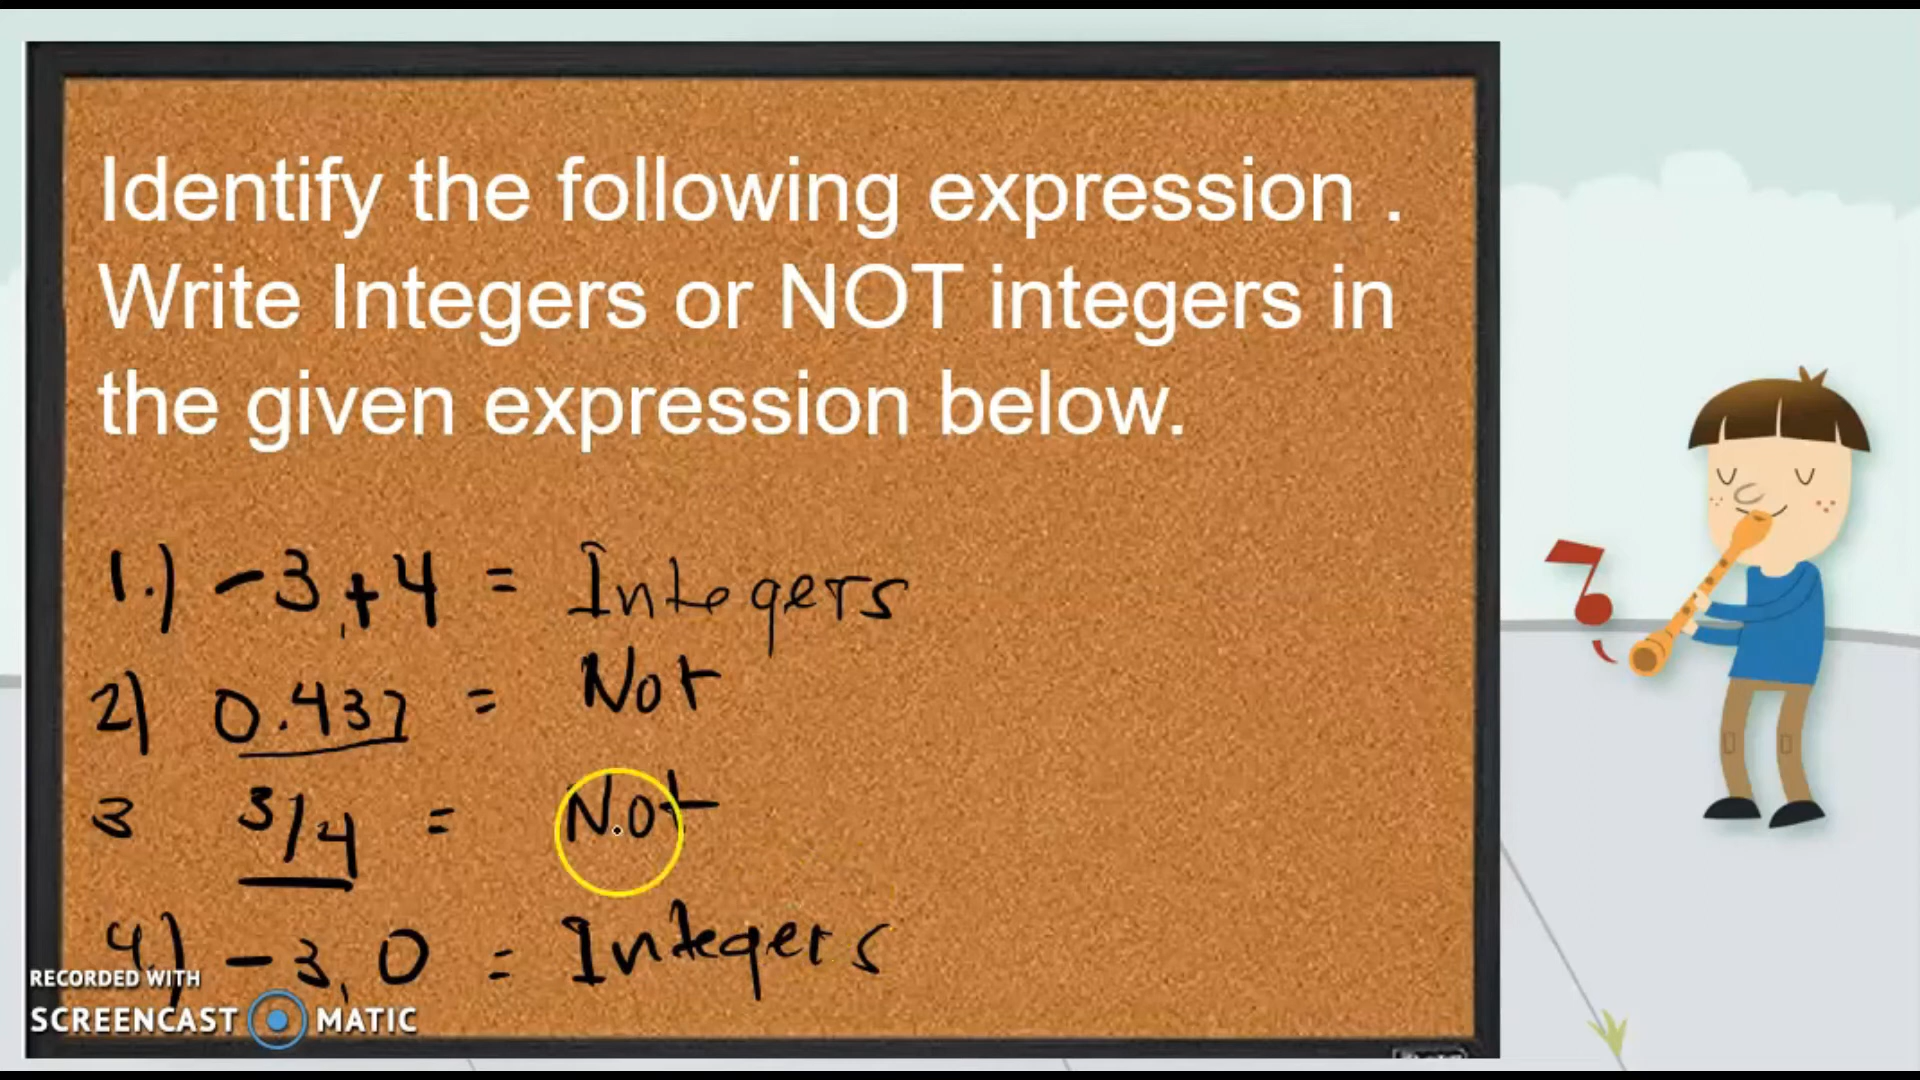 Identify the following expression .
Write Integers or NOT integers in
the given expression below.
1.) -3, +4 = Integers
2) 0.437 = Not
3 3/4 = Not
4.) -3, 0 = Integers
RECORDED WITH
SCREENCAST MATIC